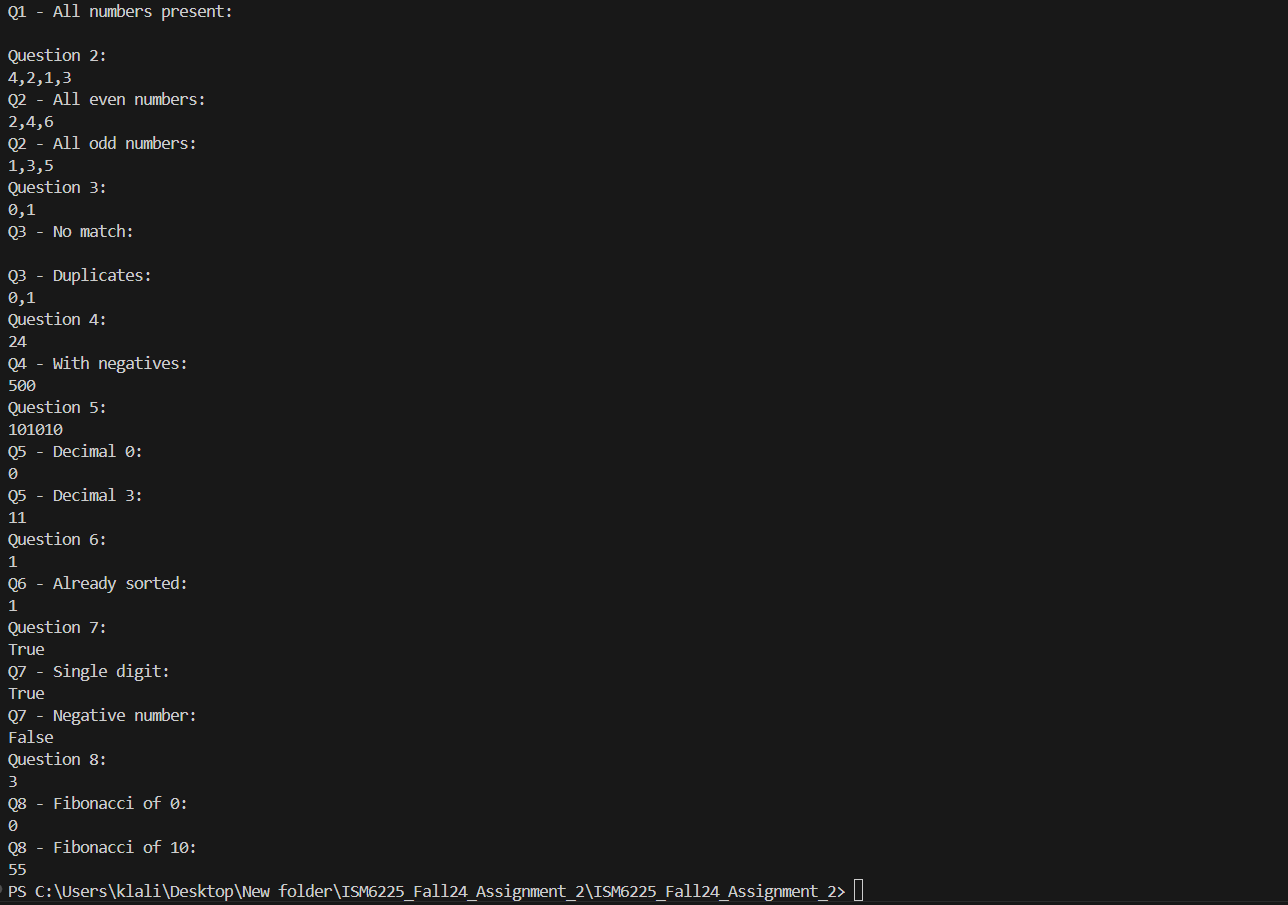 Q1 - All numbers present:
Question 2:
4,2,1,3
Q2 - All even numbers:
2,4,6
Q2 - All odd numbers:
1,3,5
Question 3:
0,1
Q3 - No match:
Q3 - Duplicates:
0,1
Question 4:
24
Q4 - With negatives:
500
Question 5:
101010
Q5 - Decimal 0:
0
Q5 - Decimal 3:
11
Question 6:
1
Q6 - Already sorted:
1
Question 7:
True
Q7 - Single digit:
True
Q7 - Negative number:
False
Question 8:
3
Q8 - Fibonacci of 0:
0
Q8 - Fibonacci of 10:
55
PS C:\Users\klali\Desktop\New folder\ISM6225_Fall24_Assignment_2\ISM6225_Fall24_Assignment_2>